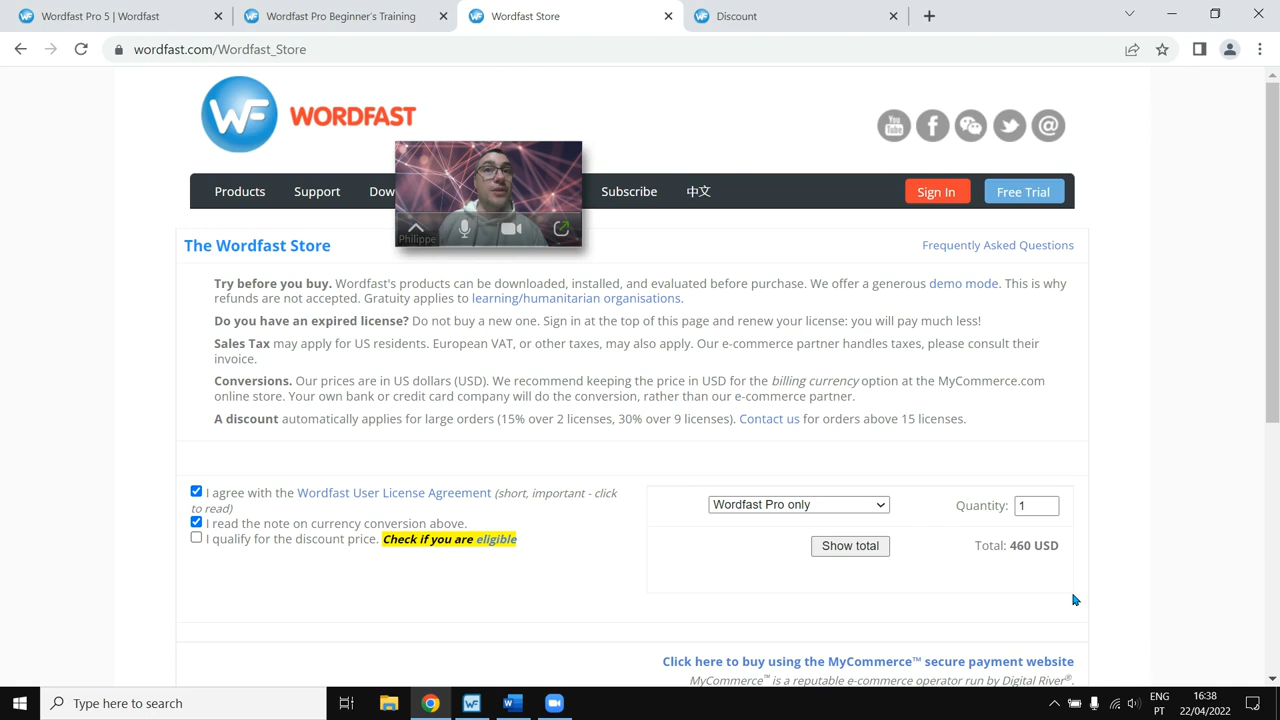 Wordfast Pro 5 | Wordfast
Wordfast Pro Beginner's Training
Wordfast Store
Discount
wordfast.com/Wordfast_Store
WF WORDFAST
You Tube
Products Support Dow Subscribe 中文 Sign In Free Trial
Philippe
The Wordfast Store
Frequently Asked Questions
Try before you buy. Wordfast's products can be downloaded, installed, and evaluated before purchase. We offer a generous demo mode. This is why
refunds are not accepted. Gratuity applies to learning/humanitarian organisations.
Do you have an expired license? Do not buy a new one. Sign in at the top of this page and renew your license: you will pay much less!
Sales Tax may apply for US residents. European VAT, or other taxes, may also apply. Our e-commerce partner handles taxes, please consult their
invoice.
Conversions. Our prices are in US dollars (USD). We recommend keeping the price in USD for the billing currency option at the MyCommerce.com
online store. Your own bank or credit card company will do the conversion, rather than our e-commerce partner.
A discount automatically applies for large orders (15% over 2 licenses, 30% over 9 licenses). Contact us for orders above 15 licenses.
I agree with the Wordfast User License Agreement (short, important - click
to read)
I read the note on currency conversion above.
I qualify for the discount price. Check if you are eligible
Wordfast Pro only
Quantity: 1
Show total
Total: 460 USD
Click here to buy using the MyCommerce™ secure payment website
MyCommerce™ is a reputable e-commerce operator run by Digital River®.
Type here to search
ENG
PT
16:38
22/04/2022